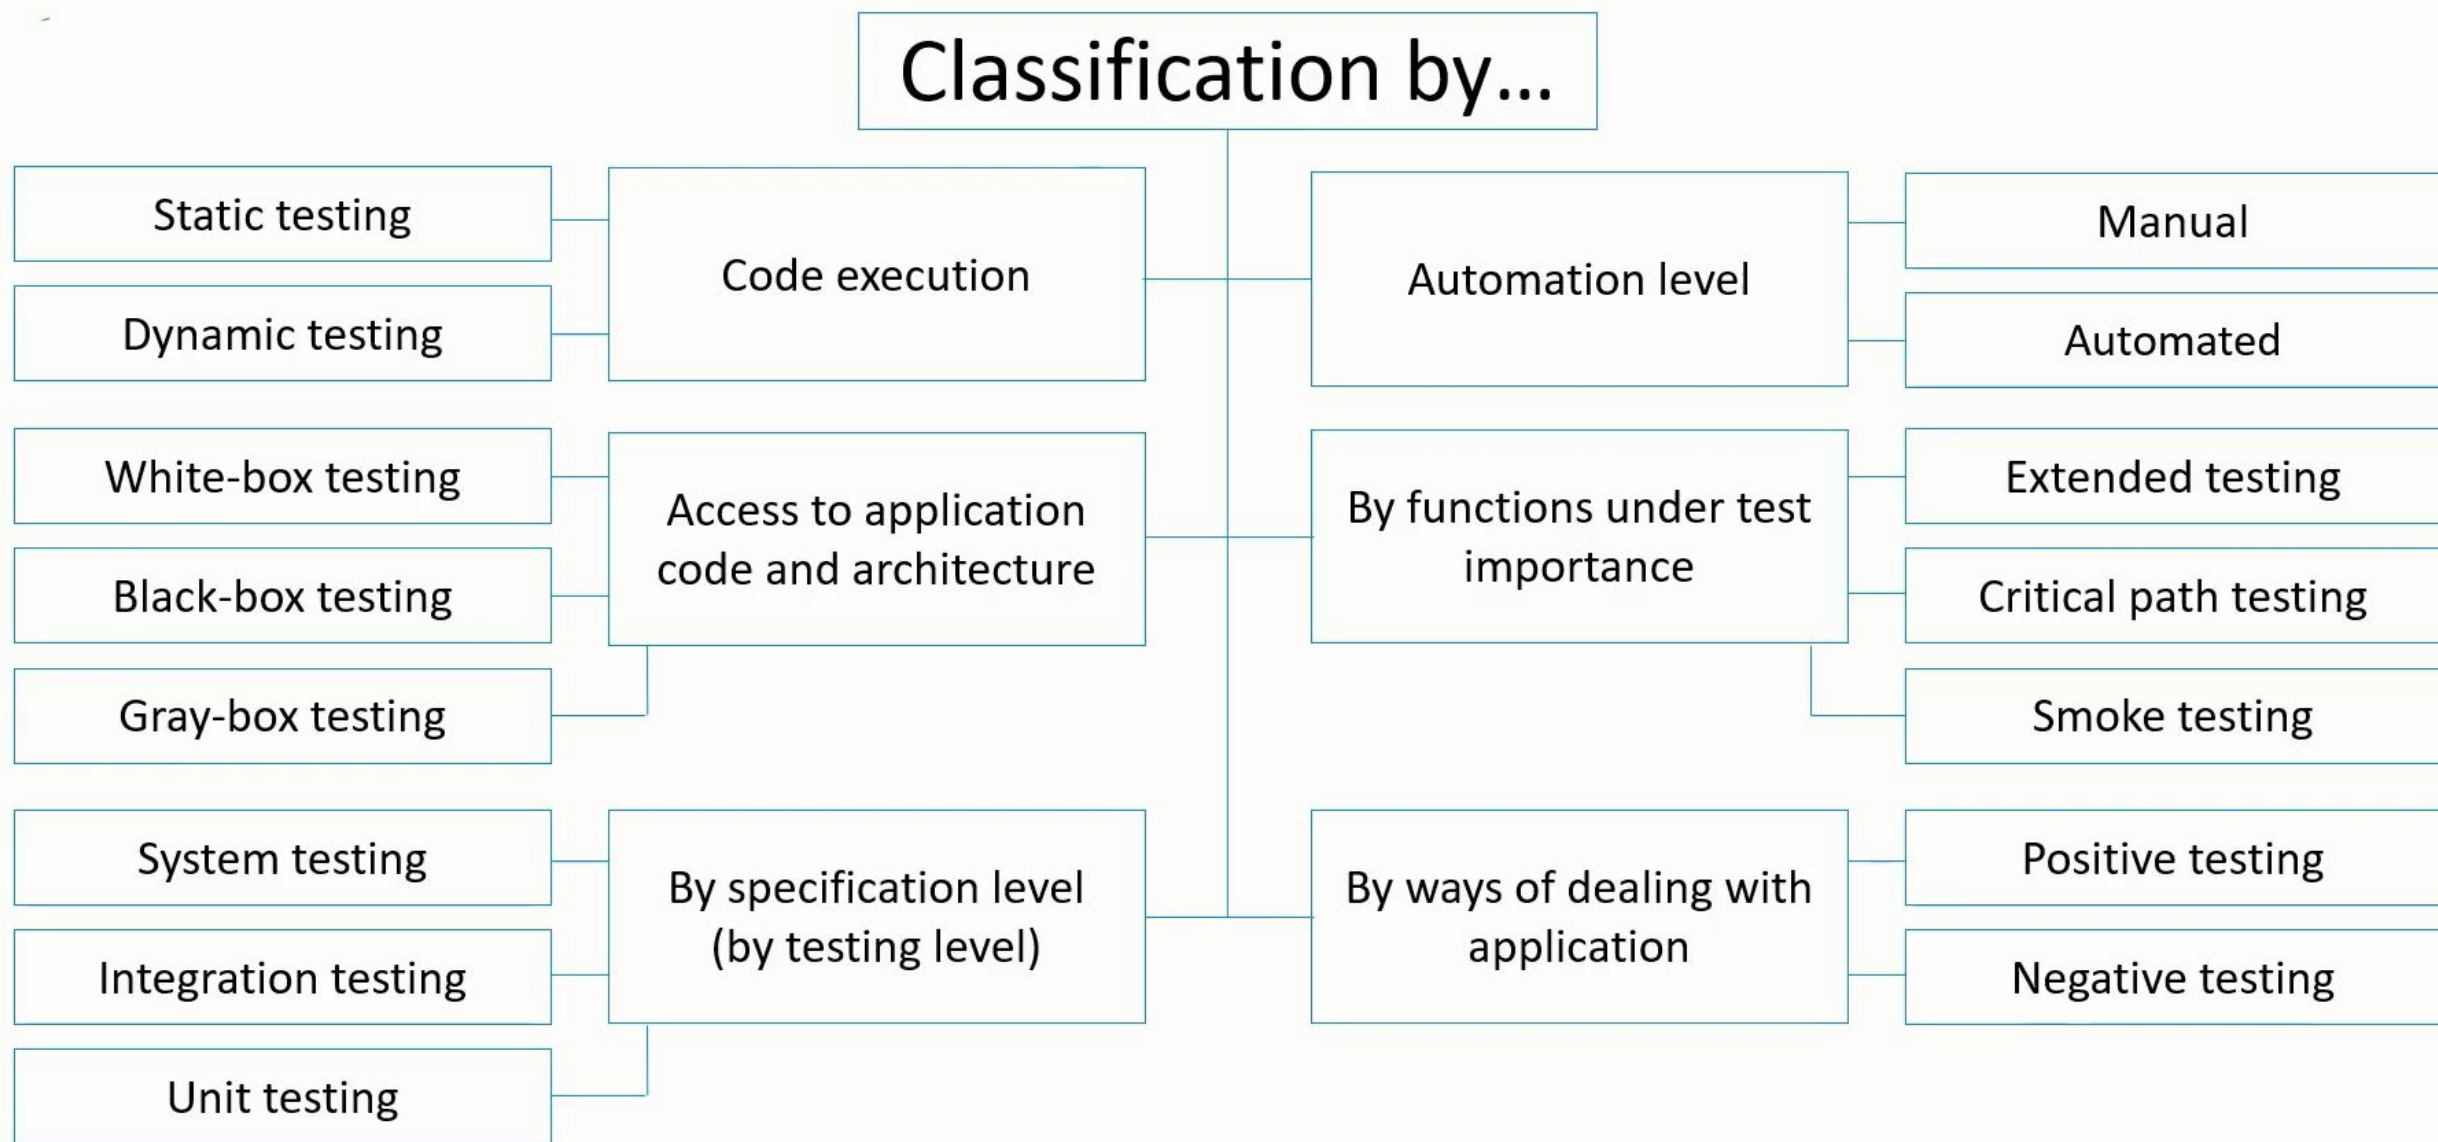 Classification by...
Static testing
Dynamic testing
Code execution
Automation level
Manual
Automated
White-box testing
Black-box testing
Gray-box testing
Access to application
code and architecture
By functions under test
importance
Extended testing
Critical path testing
Smoke testing
System testing
Integration testing
Unit testing
By specification level
(by testing level)
By ways of dealing with
application
Positive testing
Negative testing